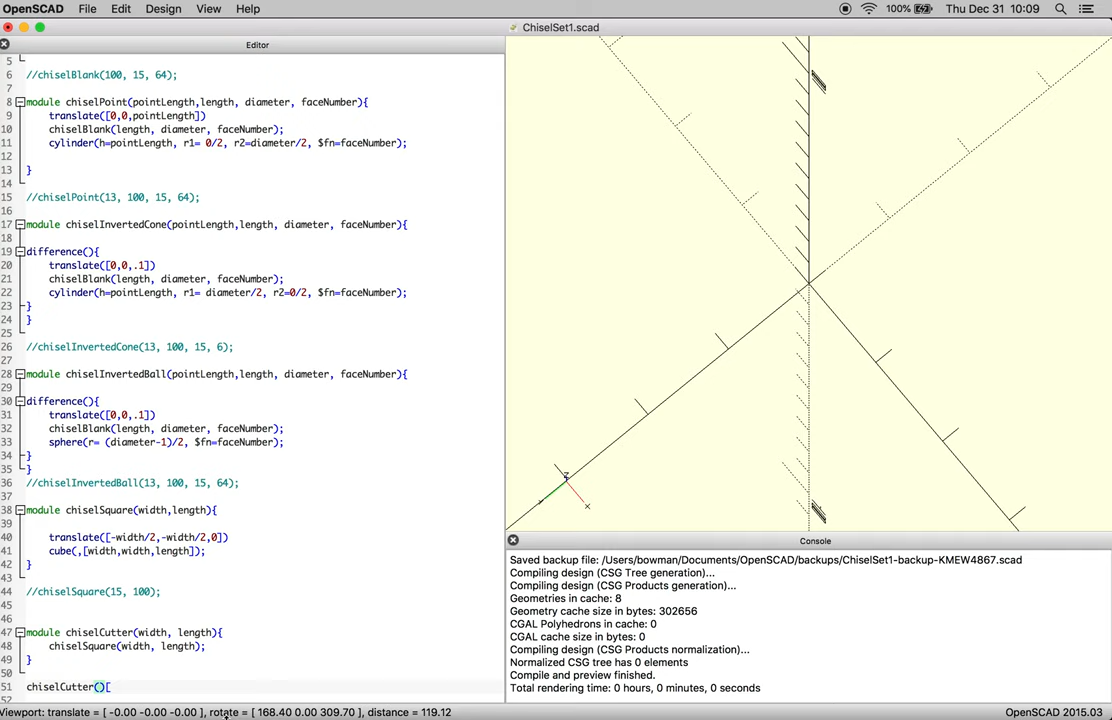 OpenSCAD File Edit Design View Help 100% Thu Dec 31 10:09
ChiselSet1.scad
Editor
5
6 //chiselBlank(100, 15, 64);
7
8 module chiselPoint(pointLength,length, diameter, faceNumber){
9 translate([0,0,pointLength])
10 chiselBlank(length, diameter, faceNumber);
11 cylinder(h=pointLength, r1= 0/2, r2=diameter/2, $fn=faceNumber);
12
13 }
14
15 //chiselPoint(13, 100, 15, 64);
16
17 module chiselInvertedCone(pointLength,length, diameter, faceNumber){
18
19 difference(){
20 translate([0,0,.1])
21 chiselBlank(length, diameter, faceNumber);
22 cylinder(h=pointLength, r1= diameter/2, r2=0/2, $fn=faceNumber);
23 }
24 }
25
26 //chiselInvertedCone(13, 100, 15, 6);
27
28 module chiselInvertedBall(pointLength,length, diameter, faceNumber){
29
30 difference(){
31 translate([0,0,.1])
32 chiselBlank(length, diameter, faceNumber);
33 sphere(r= (diameter-1)/2, $fn=faceNumber);
34 }
35 }
36 //chiselInvertedBall(13, 100, 15, 64);
37
38 module chiselSquare(width,length){
39
40 translate([-width/2,-width/2,0])
41 cube(,[width,width,length]);
42 }
43
44 //chiselSquare(15, 100);
45
46
47 module chiselCutter(width, length){
48 chiselSquare(width, length);
49 }
50
51 chiselCutter()[
52
Z
Y
X
Console
Saved backup file: /Users/bowman/Documents/OpenSCAD/backups/ChiselSet1-backup-KMEW4867.scad
Compiling design (CSG Tree generation)...
Compiling design (CSG Products generation)...
Geometries in cache: 8
Geometry cache size in bytes: 302656
CGAL Polyhedrons in cache: 0
CGAL cache size in bytes: 0
Compiling design (CSG Products normalization)...
Normalized CSG tree has 0 elements
Compile and preview finished.
Total rendering time: 0 hours, 0 minutes, 0 seconds
Viewport: translate = [ -0.00 -0.00 -0.00 ], rotate = [ 168.40 0.00 309.70 ], distance = 119.12 OpenSCAD 2015.03